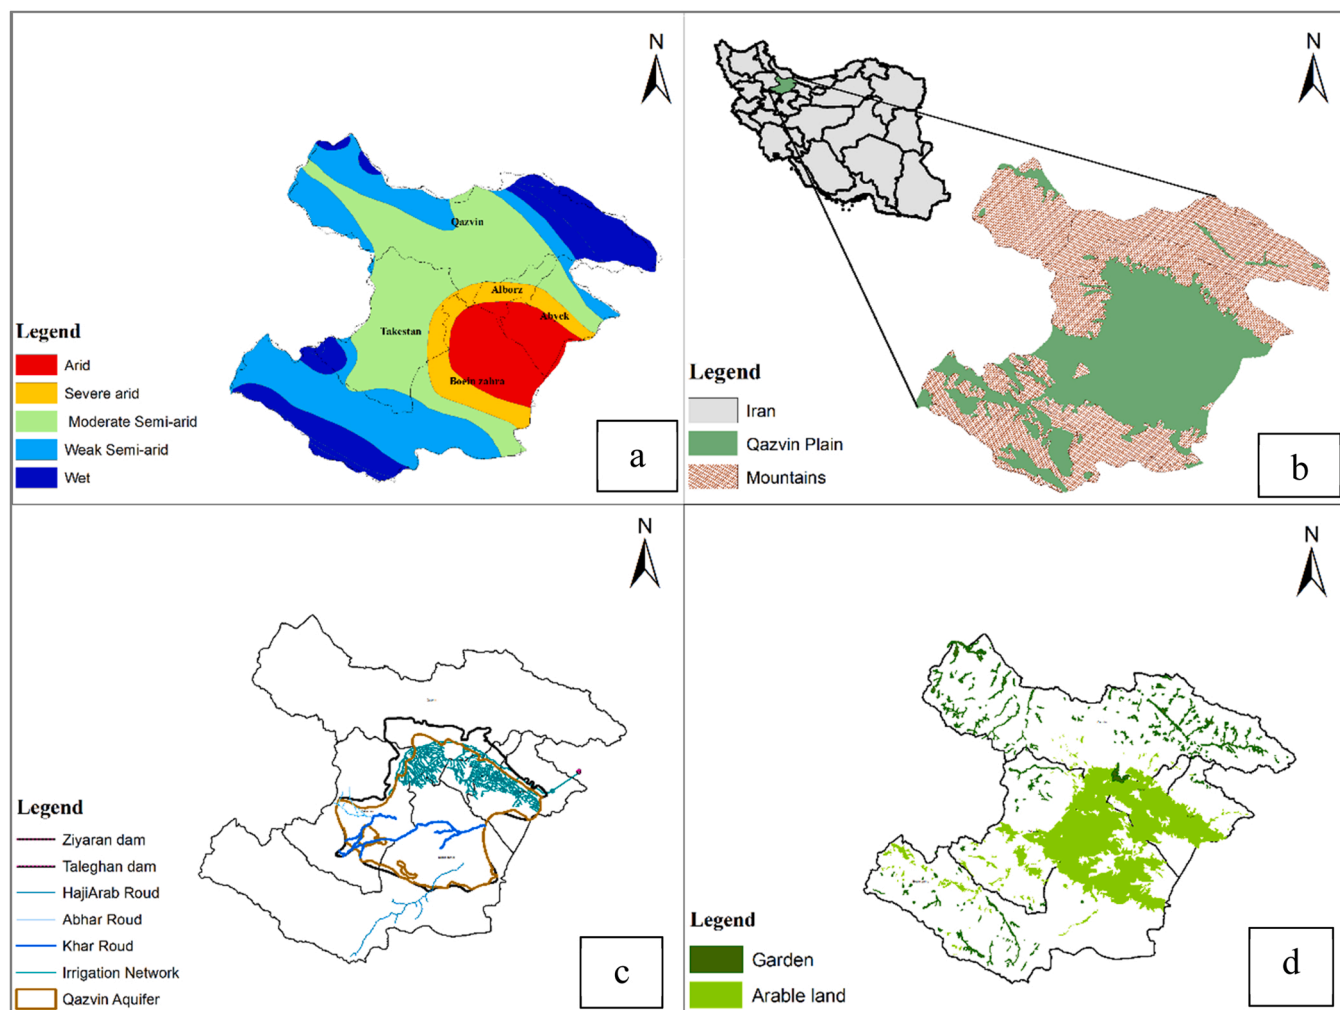 N
Qazvin
Alborz
Abyek
Takestan
Boein zahra
Legend
Arid
Severe arid
Moderate Semi-arid
Weak Semi-arid
Wet
a
N
Legend
Iran
Qazvin Plain
Mountains
b
N
Legend
Ziyaran dam
Taleghan dam
HajiArab Roud
Abhar Roud
Khar Roud
Irrigation Network
Qazvin Aquifer
c
N
Legend
Garden
Arable land
d